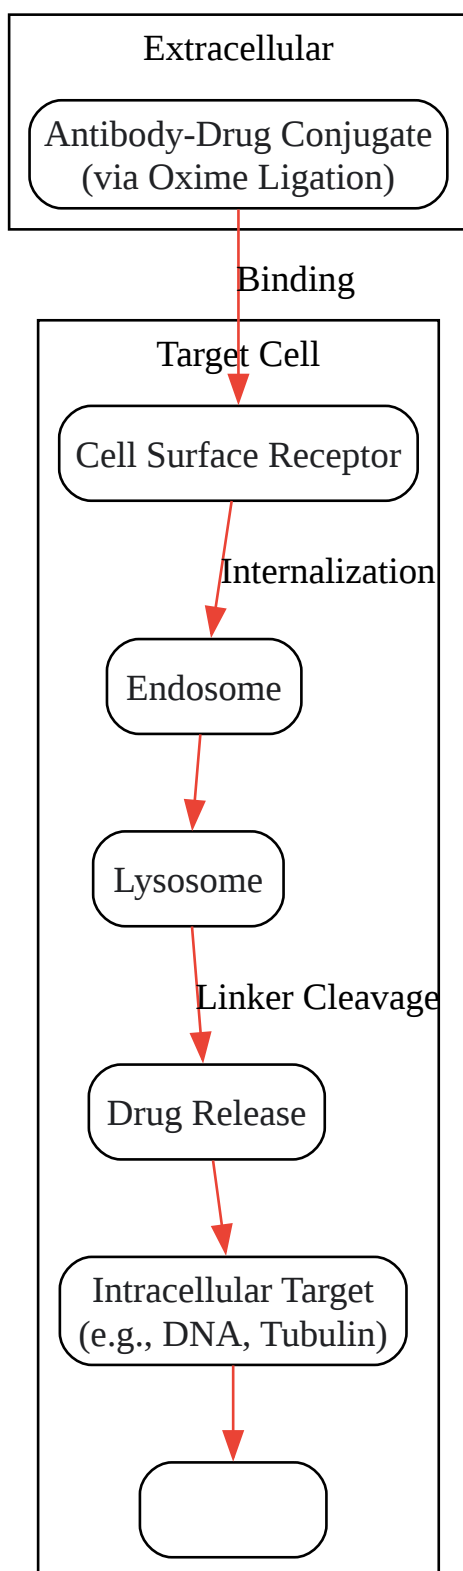 Extracellular
Antibody-Drug Conjugate
(via Oxime Ligation)
Binding
Target Cell
Cell Surface Receptor
Internalization
Endosome
Lysosome
Linker Cleavage
Drug Release
Intracellular Target
(e.g., DNA, Tubulin)